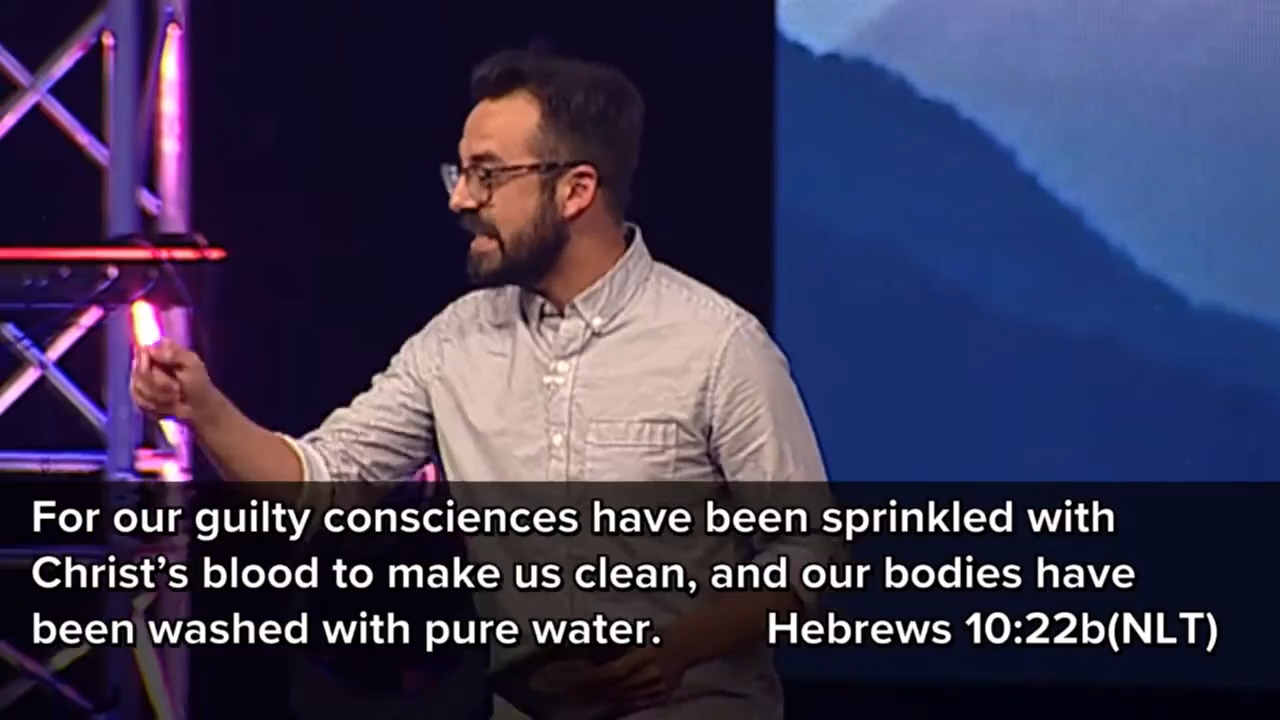 For our guilty consciences have been sprinkled with
Christ’s blood to make us clean, and our bodies have
been washed with pure water. Hebrews 10:22b(NLT)